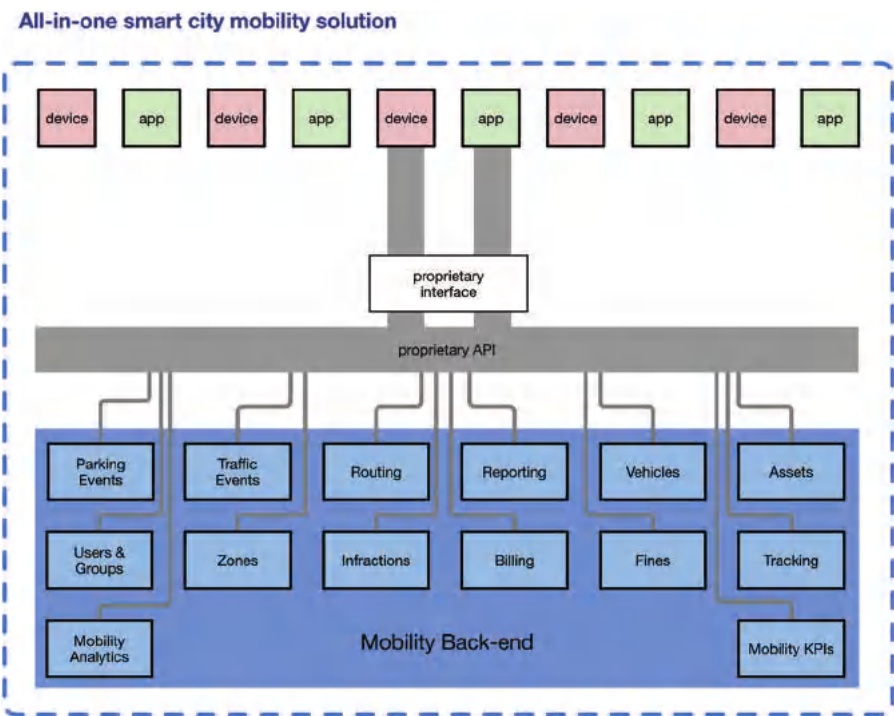 All-in-one smart city mobility solution
device
app
device
app
device
app
device
app
device
app
proprietary
interface
proprietary API
Parking
Events
Traffic
Events
Routing
Reporting
Vehicles
Assets
Users &
Groups
Zones
Infractions
Billing
Fines
Tracking
Mobility
Analytics
Mobility Back-end
Mobility KPIs